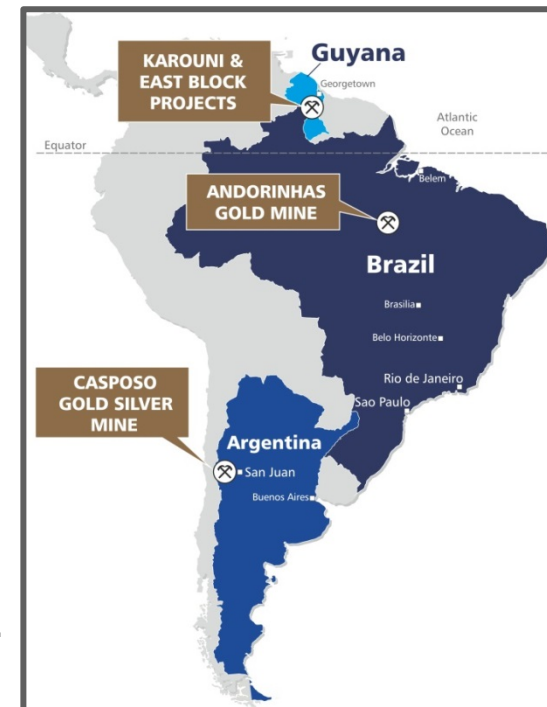 KAROUNI &
EAST BLOCK
PROJECTS
Guyana
Georgetown
Atlantic
Ocean
Equator
ANDORINHAS
GOLD MINE
Belem
Brazil
Brasilia
Belo Horizonte
Rio de Janeiro
Sao Paulo
CASPOSO
GOLD SILVER
MINE
Argentina
San Juan
Buenos Aires